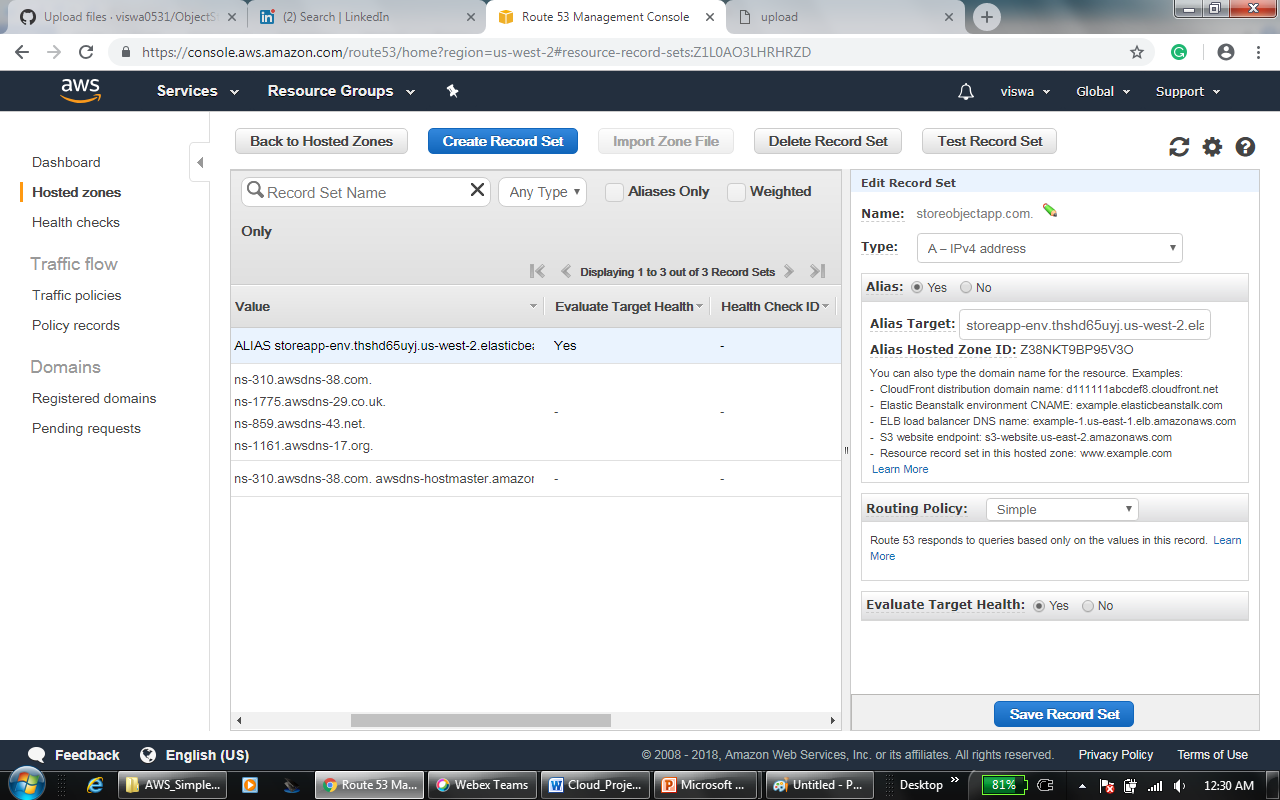 Upload files · viswa0531/ObjectSt
(2) Search | LinkedIn
Route 53 Management Console
upload
https://console.aws.amazon.com/route53/home?region=us-west-2#resource-record-sets:Z1L0AO3LHRHRZD
aws
Services
Resource Groups
viswa
Global
Support
Dashboard
Hosted zones
Health checks
Traffic flow
Traffic policies
Policy records
Domains
Registered domains
Pending requests
Back to Hosted Zones
Create Record Set
Import Zone File
Delete Record Set
Test Record Set
Record Set Name
Any Type
Aliases Only
Weighted
Only
Displaying 1 to 3 out of 3 Record Sets
Value
Evaluate Target Health
Health Check ID
ALIAS storeapp-env.thshd65uyj.us-west-2.elasticbea
Yes
-
ns-310.awsdns-38.com.
ns-1775.awsdns-29.co.uk.
ns-859.awsdns-43.net.
ns-1161.awsdns-17.org.
-
-
ns-310.awsdns-38.com. awsdns-hostmaster.amazon
-
-
Edit Record Set
Name: storeobjectapp.com.
Type: A – IPv4 address
Alias: Yes No
Alias Target: storeapp-env.thshd65uyj.us-west-2.ela
Alias Hosted Zone ID: Z38NKT9BP95V3O
You can also type the domain name for the resource. Examples:
- CloudFront distribution domain name: d111111abcdef8.cloudfront.net
- Elastic Beanstalk environment CNAME: example.elasticbeanstalk.com
- ELB load balancer DNS name: example-1.us-east-1.elb.amazonaws.com
- S3 website endpoint: s3-website.us-east-2.amazonaws.com
- Resource record set in this hosted zone: www.example.com
Learn More
Routing Policy: Simple
Route 53 responds to queries based only on the values in this record. Learn
More
Evaluate Target Health: Yes No
Save Record Set
Feedback
English (US)
© 2008 - 2018, Amazon Web Services, Inc. or its affiliates. All rights reserved.
Privacy Policy
Terms of Use
AWS_Simple...
Route 53 Ma...
Webex Teams
Cloud_Proje...
Microsoft ...
Untitled - P...
Desktop
81%
12:30 AM